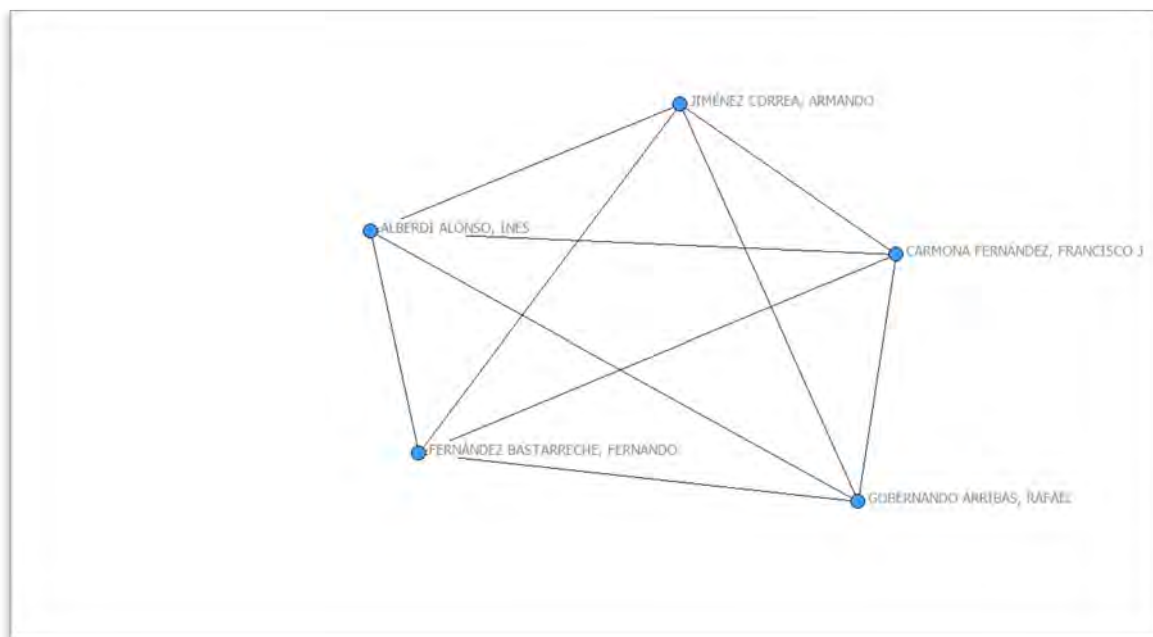 JIMÉNEZ CORREA, ARMANDO
ALBERDI ALONSO, INES
CARMONA FERNÁNDEZ, FRANCISCO J
FERNÁNDEZ BASTARRECHE, FERNANDO
GOBERNANDO ARRIBAS, RAFAEL